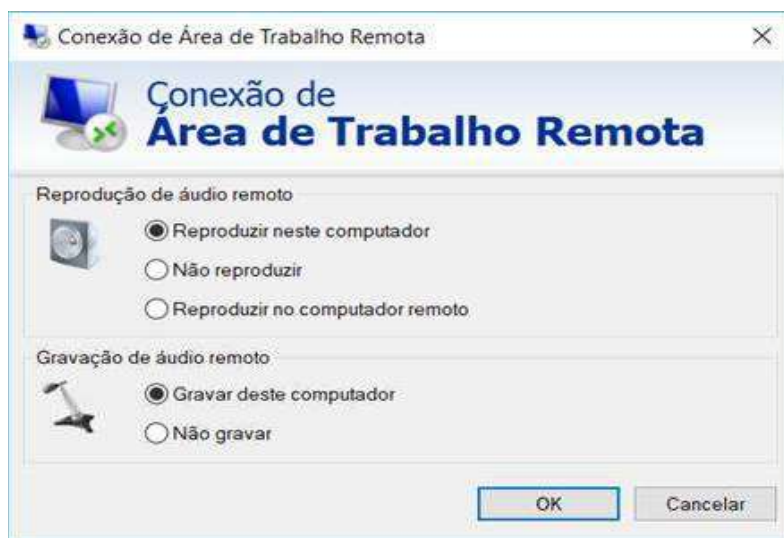 Conexão de Área de Trabalho Remota
Conexão de
Área de Trabalho Remota
Reprodução de áudio remoto
Reproduzir neste computador
Não reproduzir
Reproduzir no computador remoto
Gravação de áudio remoto
Gravar deste computador
Não gravar
OK Cancelar